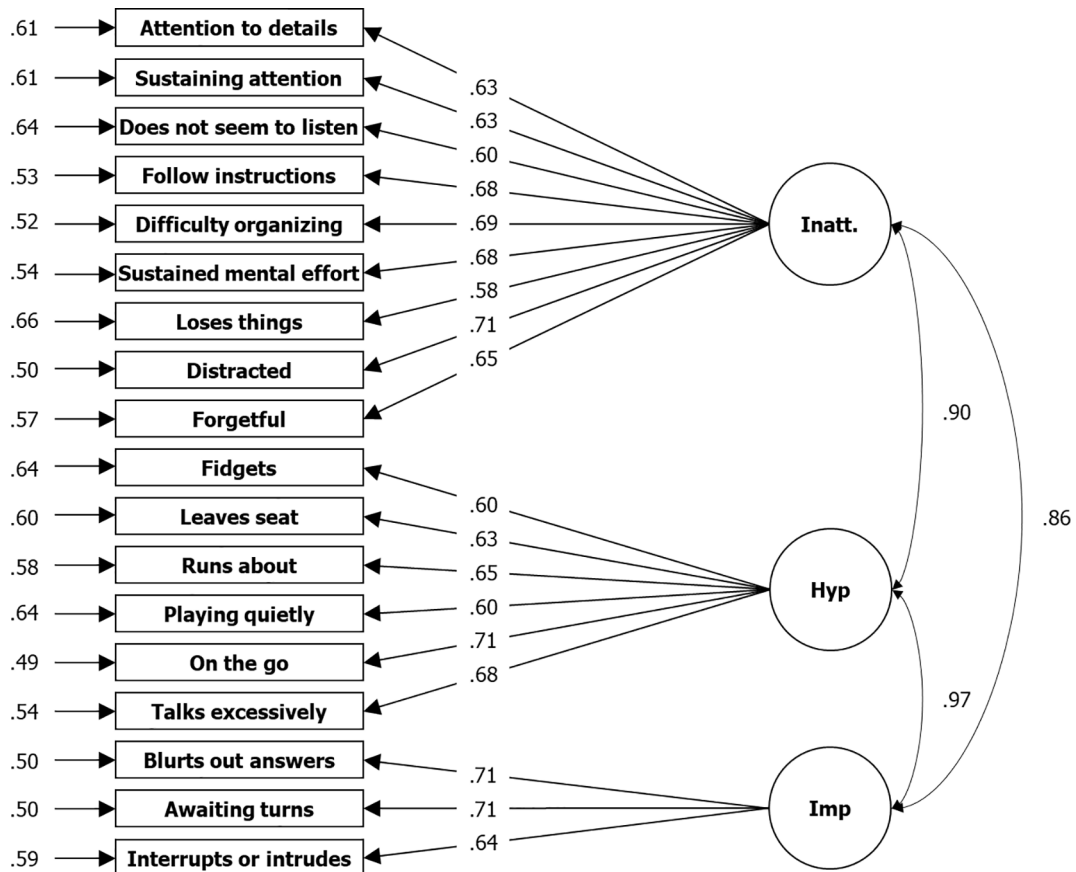 .61 Attention to details
.63
.61 Sustaining attention
.63
.64 Does not seem to listen
.60
.53 Follow instructions
.68
.52 Difficulty organizing
.69
Inatt.
.54 Sustained mental effort
.68
.66 Loses things
.58
.50 Distracted
.71
.57 Forgetful
.65
.90
.64 Fidgets
.60
.60 Leaves seat
.63
.86
.58 Runs about
.65
.64 Playing quietly
.60
Hyp
.49 On the go
.71
.54 Talks excessively
.68
.97
.50 Blurts out answers
.71
.50 Awaiting turns
.71
Imp
.59 Interrupts or intrudes
.64